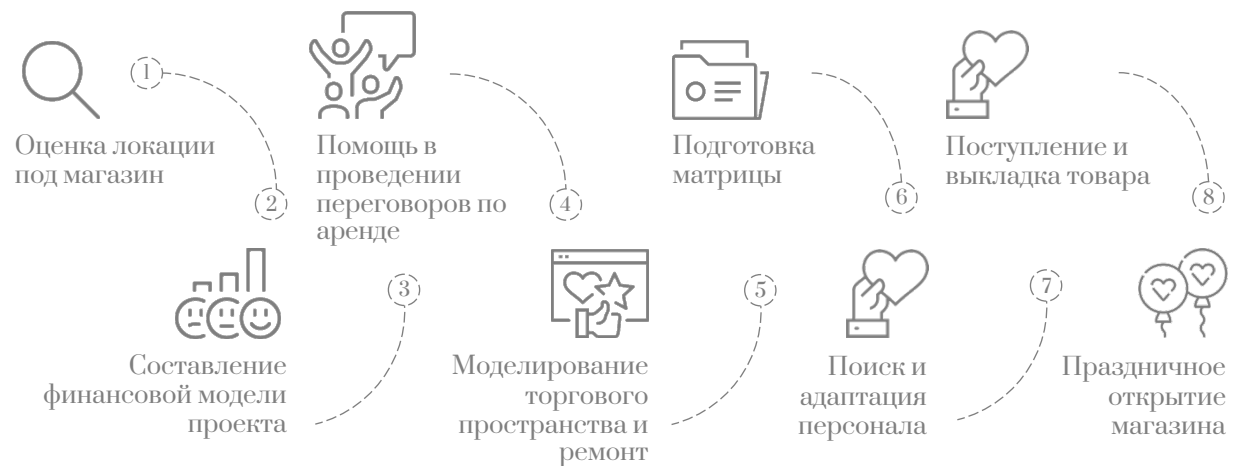 1
Оценка локации
под магазин
2
Составление
финансовой модели
проекта
3
Помощь в
проведении
переговоров по
аренде
4
Моделирование
торгового
пространства и
ремонт
5
Подготовка
матрицы
6
Поиск и
адаптация
персонала
7
Поступление и
выкладка товара
8
Праздничное
открытие
магазина